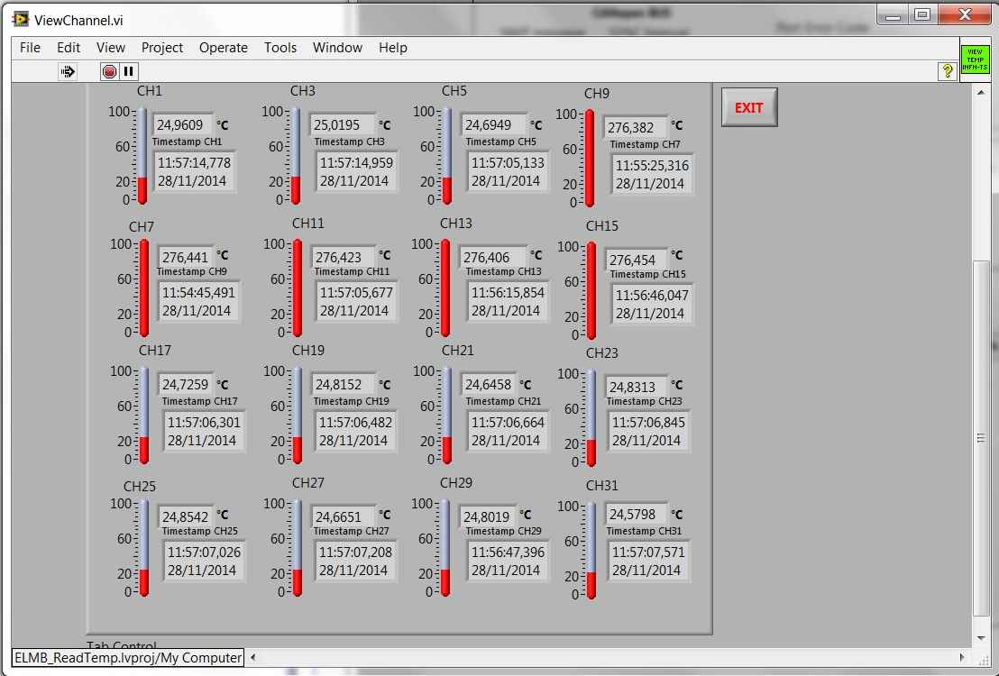 ViewChannel.vi
File Edit View Project Operate Tools Window Help
VIEW
TEMP
INFN-TS
EXIT
CH1
100
60
20
0
24,9609 °C
Timestamp CH1
11:57:14,778
28/11/2014
CH3
100
60
20
0
25,0195 °C
Timestamp CH3
11:57:14,959
28/11/2014
CH5
100
60
20
0
24,6949 °C
Timestamp CH5
11:57:05,133
28/11/2014
CH9
100
60
20
0
276,382 °C
Timestamp CH7
11:55:25,316
28/11/2014
CH7
100
60
20
0
276,441 °C
Timestamp CH9
11:54:45,491
28/11/2014
CH11
100
60
20
0
276,423 °C
Timestamp CH11
11:57:05,677
28/11/2014
CH13
100
60
20
0
276,406 °C
Timestamp CH13
11:56:15,854
28/11/2014
CH15
100
60
20
0
276,454 °C
Timestamp CH15
11:56:46,047
28/11/2014
CH17
100
60
20
0
24,7259 °C
Timestamp CH17
11:57:06,301
28/11/2014
CH19
100
60
20
0
24,8152 °C
Timestamp CH19
11:57:06,482
28/11/2014
CH21
100
60
20
0
24,6458 °C
Timestamp CH21
11:57:06,664
28/11/2014
CH23
100
60
20
0
24,8313 °C
Timestamp CH23
11:57:06,845
28/11/2014
CH25
100
60
20
0
24,8542 °C
Timestamp CH25
11:57:07,026
28/11/2014
CH27
100
60
20
0
24,6651 °C
Timestamp CH27
11:57:07,208
28/11/2014
CH29
100
60
20
0
24,8019 °C
Timestamp CH29
11:56:47,396
28/11/2014
CH31
100
60
20
0
24,5798 °C
Timestamp CH31
11:57:07,571
28/11/2014
Tab Control
ELMB_ReadTemp.lvproj/My Computer